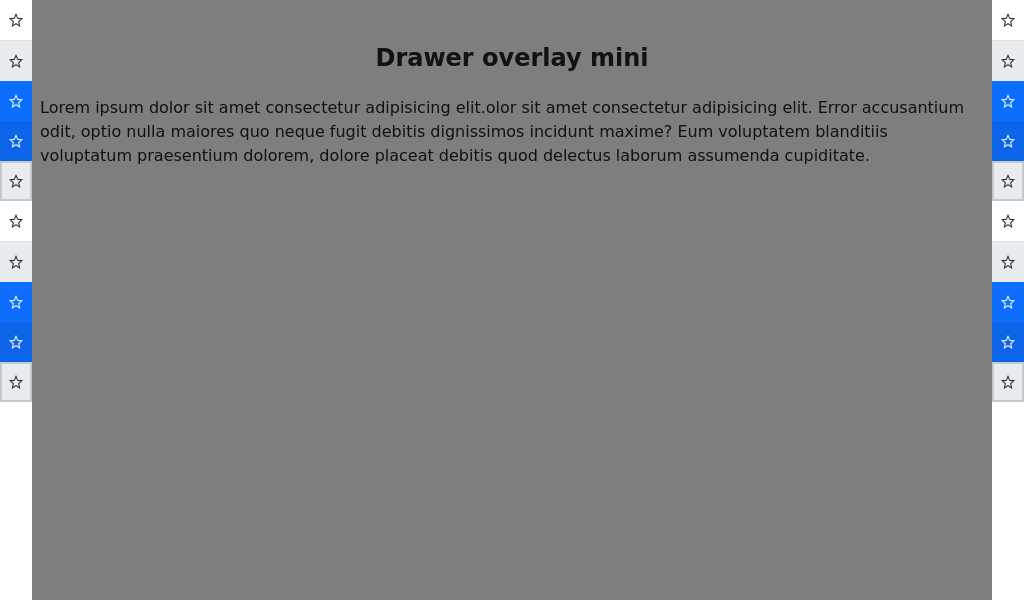 Drawer overlay mini
Lorem ipsum dolor sit amet consectetur adipisicing elit.olor sit amet consectetur adipisicing elit. Error accusantium
odit, optio nulla maiores quo neque fugit debitis dignissimos incidunt maxime? Eum voluptatem blanditiis
voluptatum praesentium dolorem, dolore placeat debitis quod delectus laborum assumenda cupiditate.